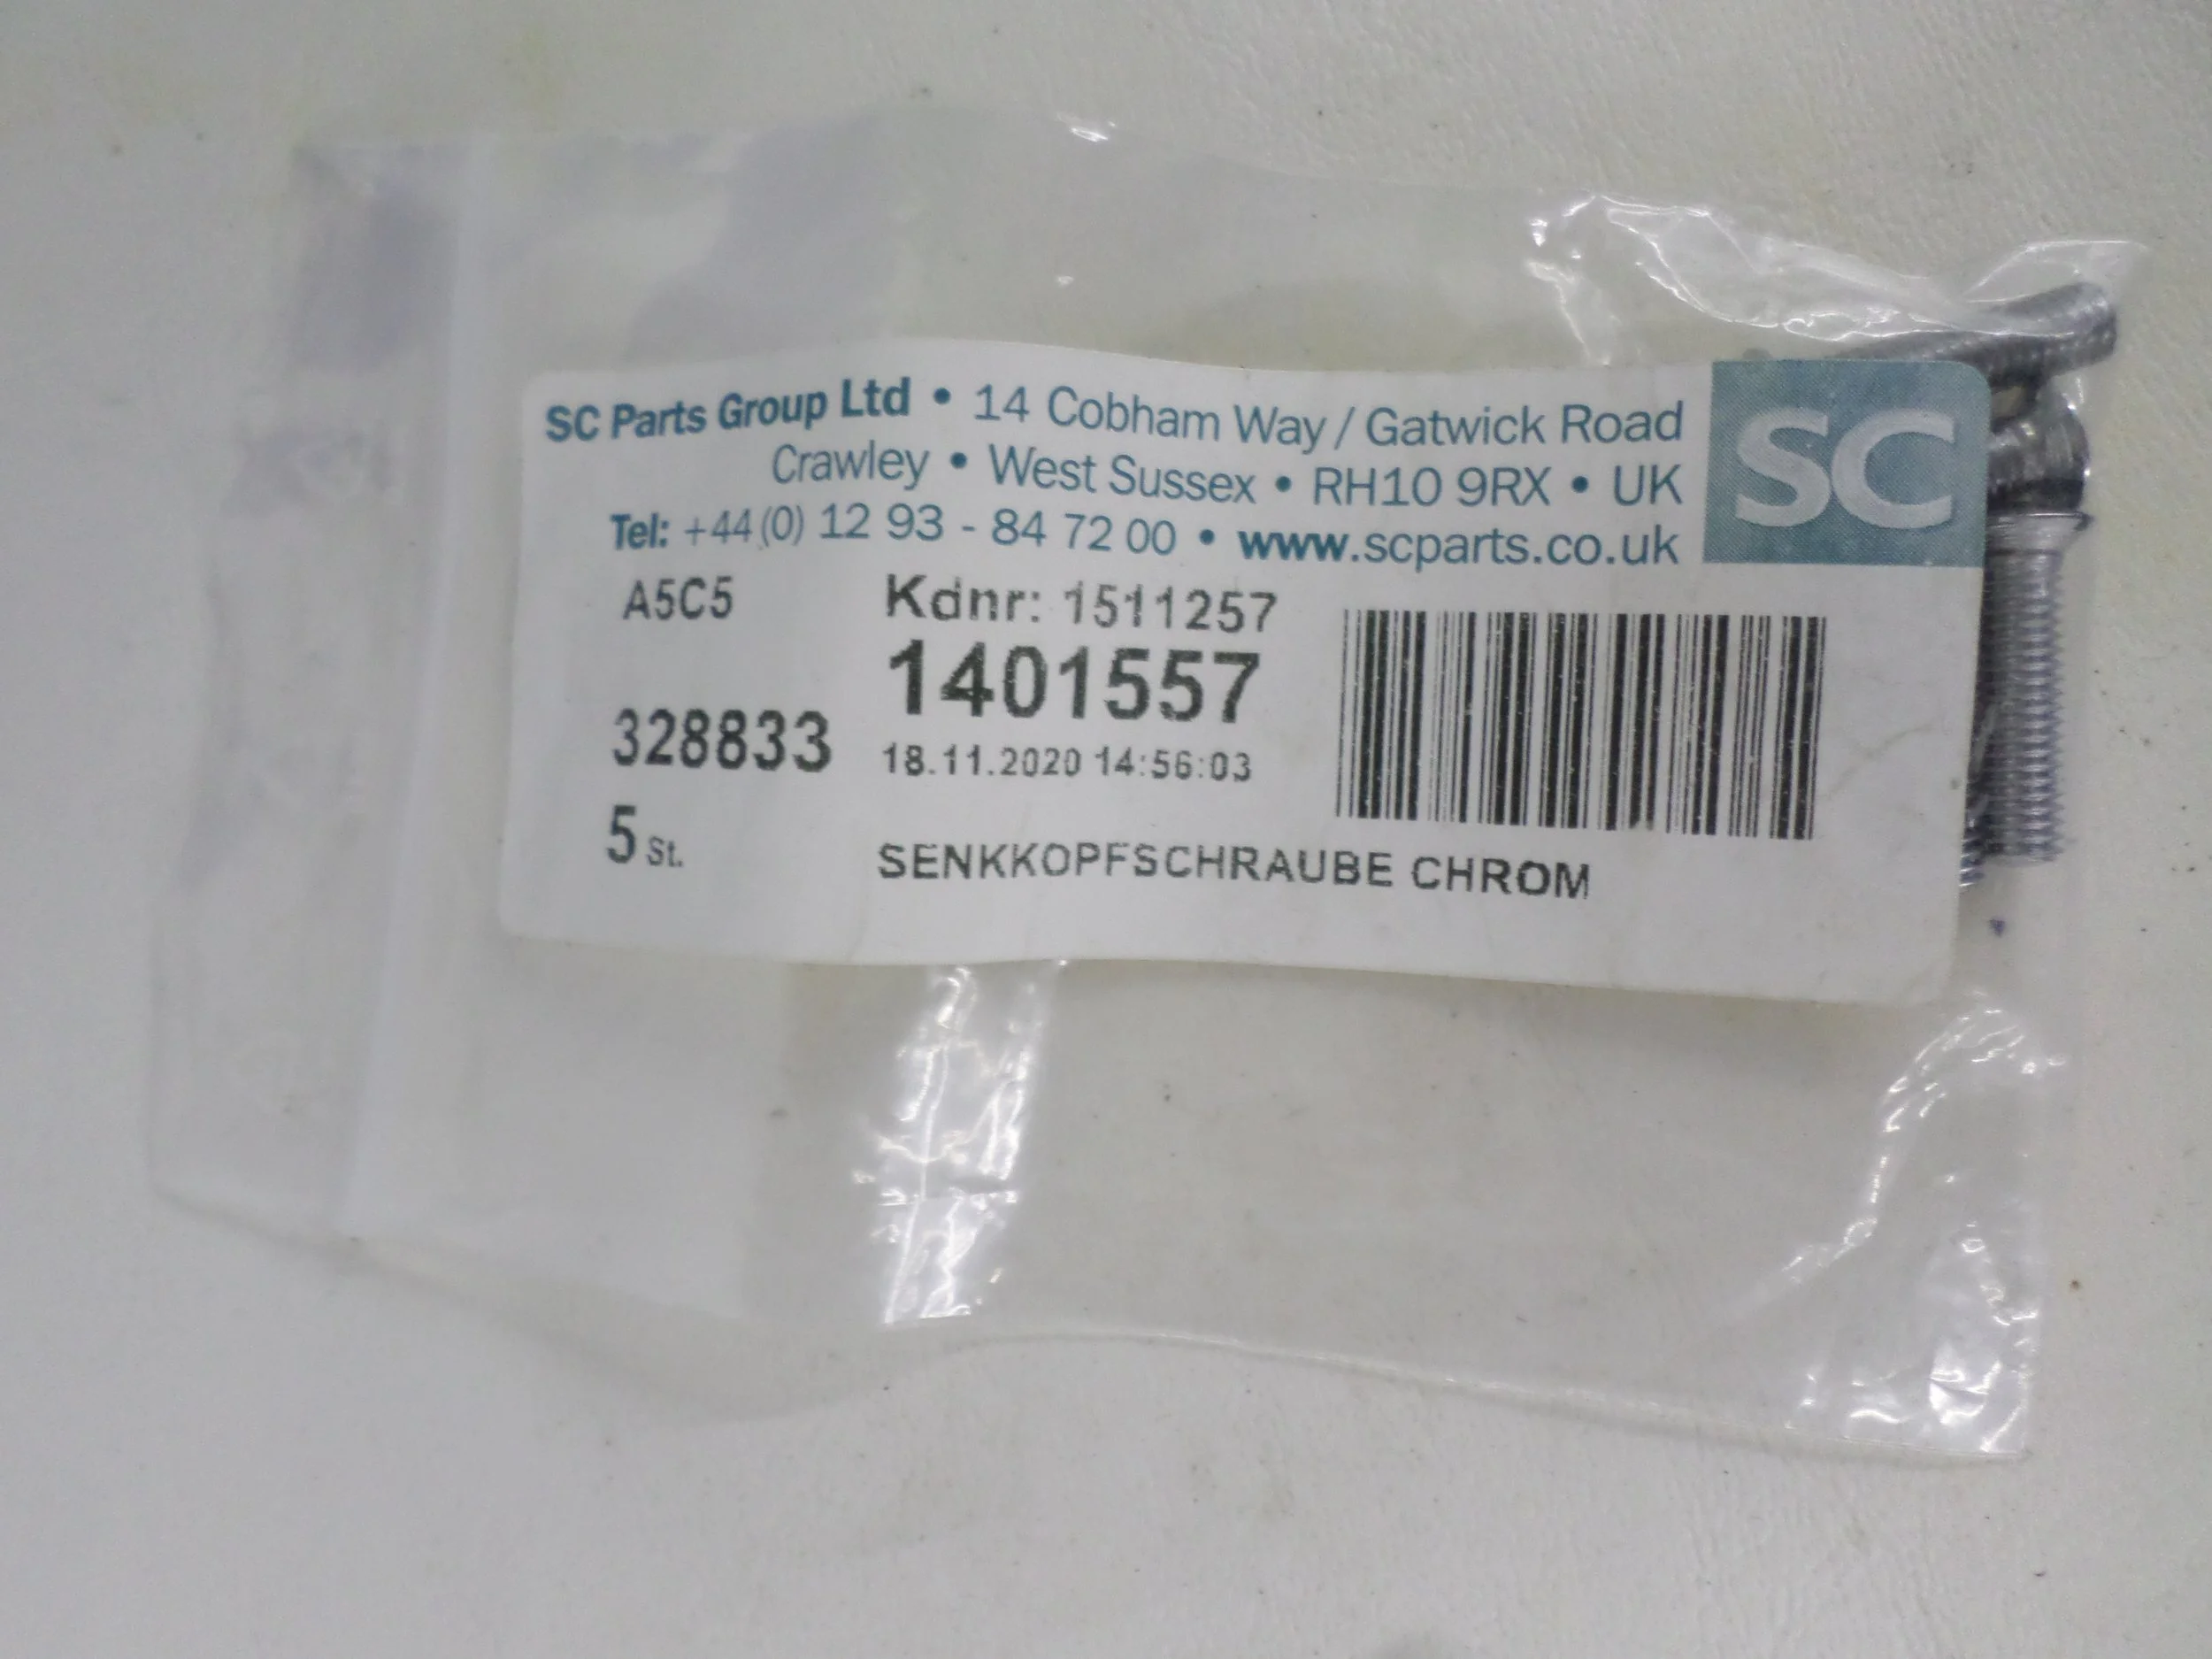 SC Parts Group Ltd • 14 Cobham Way / Gatwick Road
Crawley • West Sussex • RH10 9RX • UK
Tel: +44 (0) 12 93 - 84 72 00 • www.scparts.co.uk
SC
A5C5
Kdnr: 1511257
1401557
328833
18.11.2020 14:56:03
5 St.
SENKKOPFSCHRAUBE CHROM